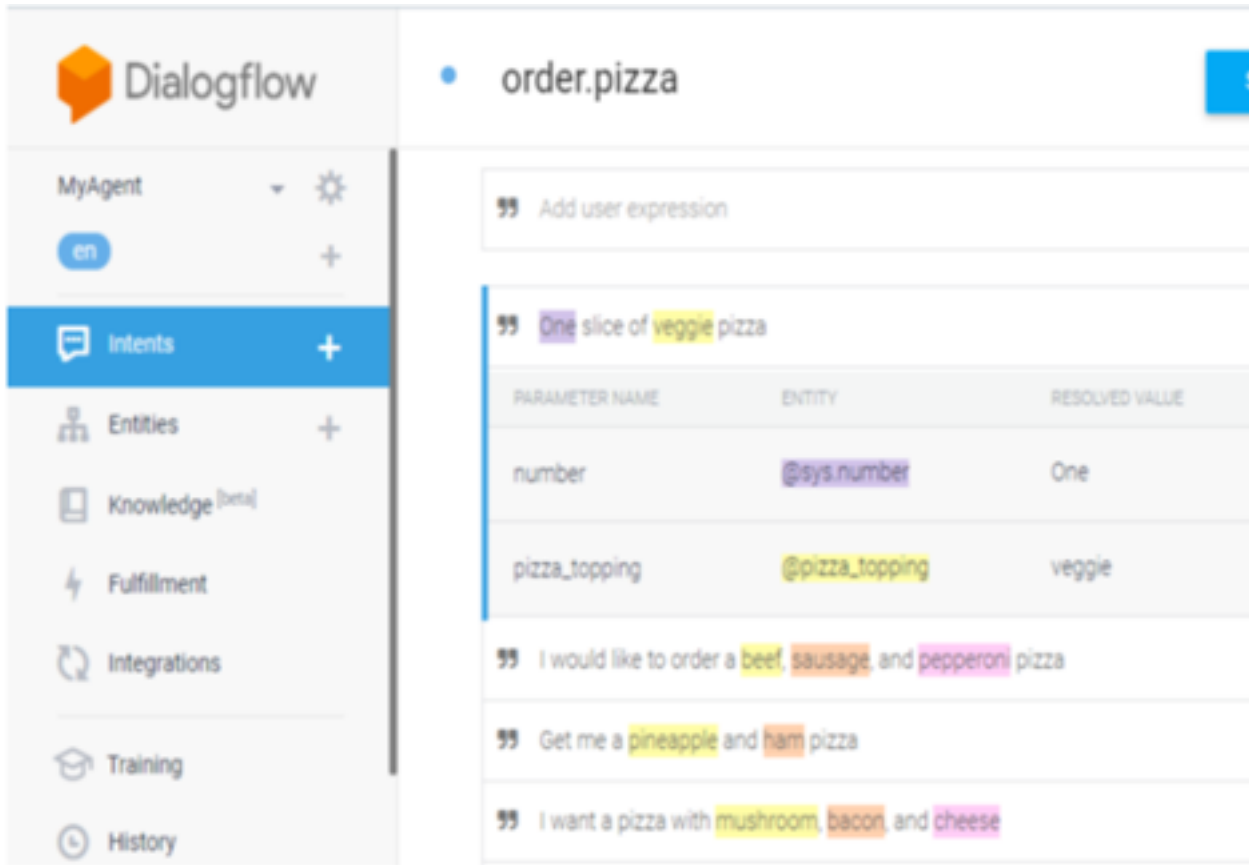 Dialogflow
order.pizza
MyAgent
en
Intents
Entities
Knowledge [beta]
Fulfillment
Integrations
Training
History
Add user expression
One slice of veggie pizza
PARAMETER NAME ENTITY RESOLVED VALUE
number @sys.number One
pizza_topping @pizza_topping veggie
I would like to order a beef, sausage, and pepperoni pizza
Get me a pineapple and ham pizza
I want a pizza with mushroom, bacon, and cheese